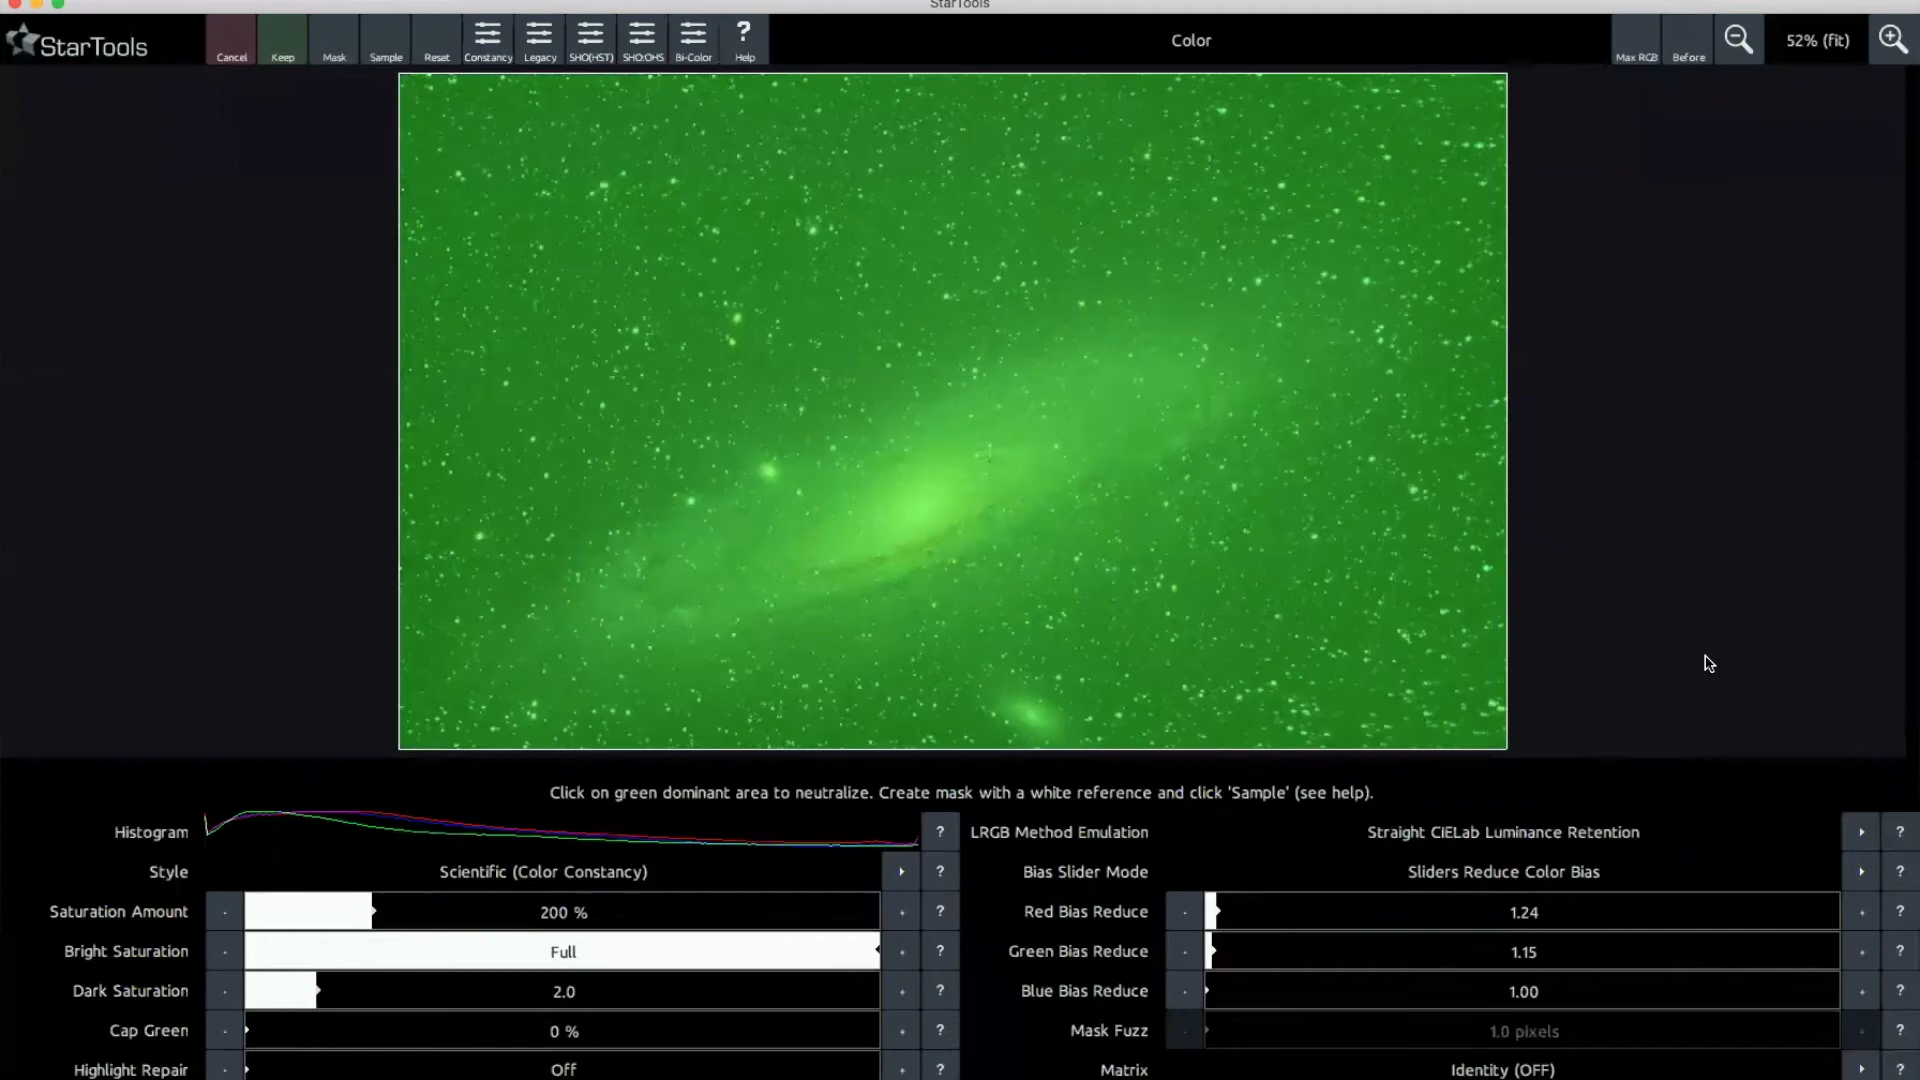 StarTools
StarTools
Cancel
Keep
Mask
Sample
Reset
Constancy
Legacy
SHO(HST)
SHO:OHS
Bi-Color
?
Help
Color
Max RGB
Before
52% (fit)
Click on green dominant area to neutralize. Create mask with a white reference and click 'Sample' (see help).
Histogram ?
Style Scientific (Color Constancy) ?
Saturation Amount - 200 % + ?
Bright Saturation - Full + ?
Dark Saturation - 2.0 + ?
Cap Green - 0 % + ?
Highlight Repair - Off + ?
LRGB Method Emulation Straight CIELab Luminance Retention ?
Bias Slider Mode Sliders Reduce Color Bias ?
Red Bias Reduce - 1.24 + ?
Green Bias Reduce - 1.15 + ?
Blue Bias Reduce - 1.00 + ?
Mask Fuzz - 1.0 pixels + ?
Matrix Identity (OFF) ?